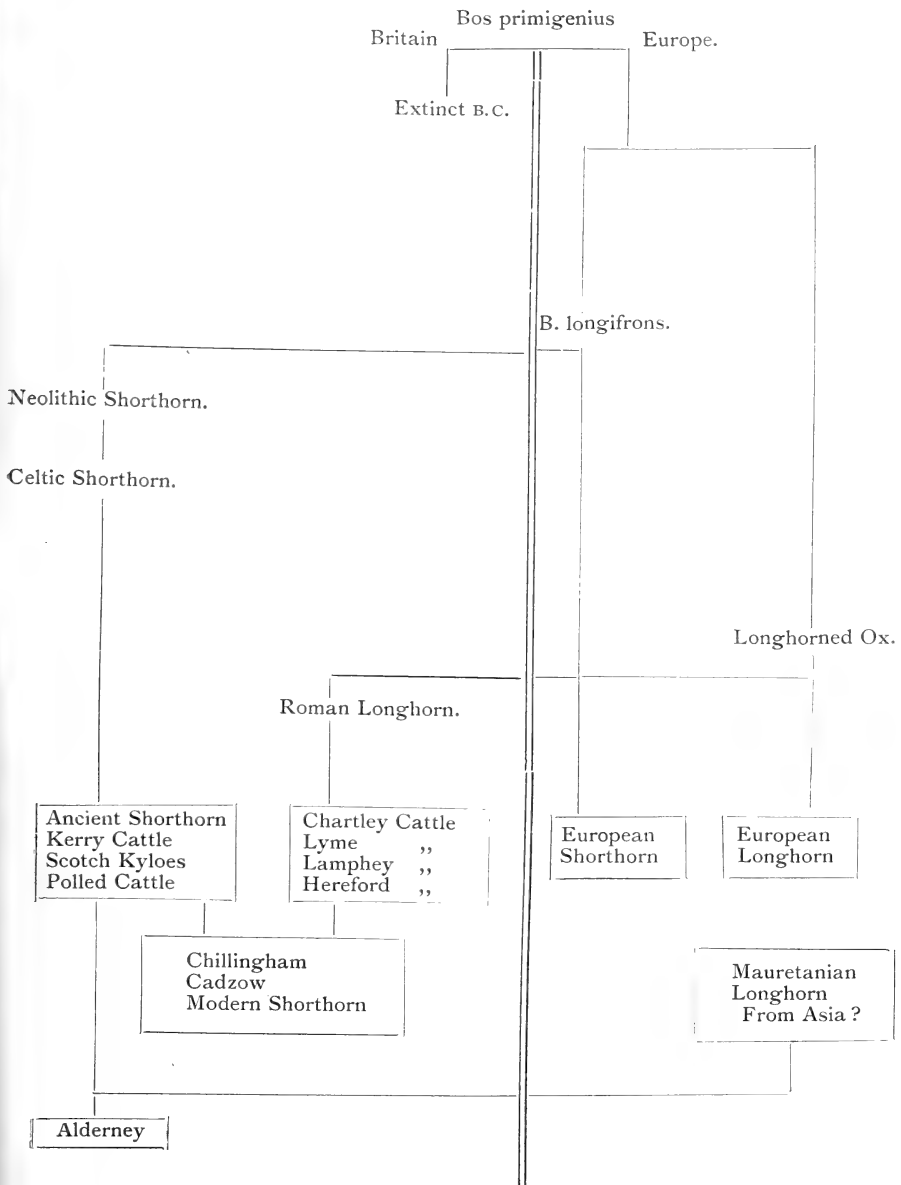 Bos primigenius
Britain
Europe.
Extinct B.C.
B. longifrons.
Neolithic Shorthorn.
Celtic Shorthorn.
Longhorned Ox.
Roman Longhorn.
Ancient Shorthorn
Kerry Cattle
Scotch Kyloes
Polled Cattle
Chartley Cattle
Lyme ,,
Lamphey ,,
Hereford ,,
European
Shorthorn
European
Longhorn
Chillingham
Cadzow
Modern Shorthorn
Mauretanian
Longhorn
From Asia ?
Alderney